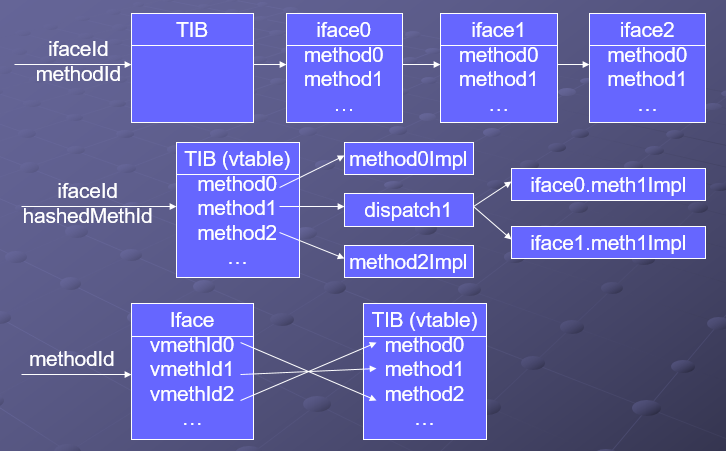 ifaceId
methodId
TIB
iface0
method0
method1
...
iface1
method0
method1
...
iface2
method0
method1
...
ifaceId
hashedMethId
TIB (vtable)
method0
method1
method2
...
method0Impl
dispatch1
method2Impl
iface0.meth1Impl
iface1.meth1Impl
methodId
Iface
vmethId0
vmethId1
vmethId2
...
TIB (vtable)
method0
method1
method2
...